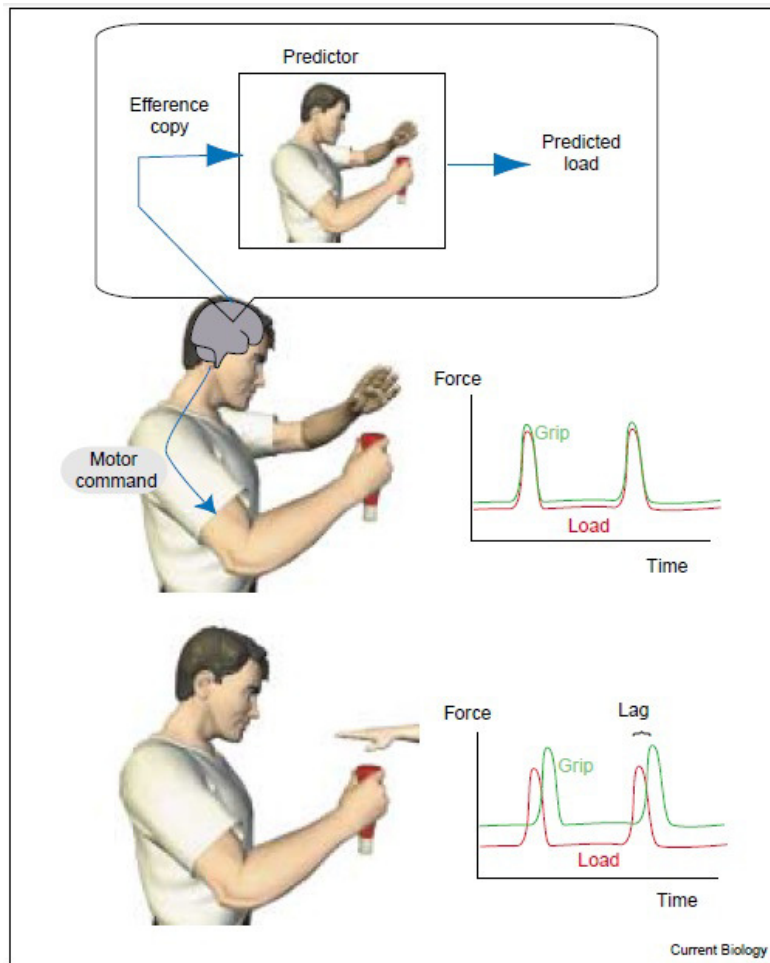 Predictor
Efference
copy
Predicted
load
Motor
command
Force
Grip
Load
Time
Force
Lag
Grip
Load
Time
Current Biology